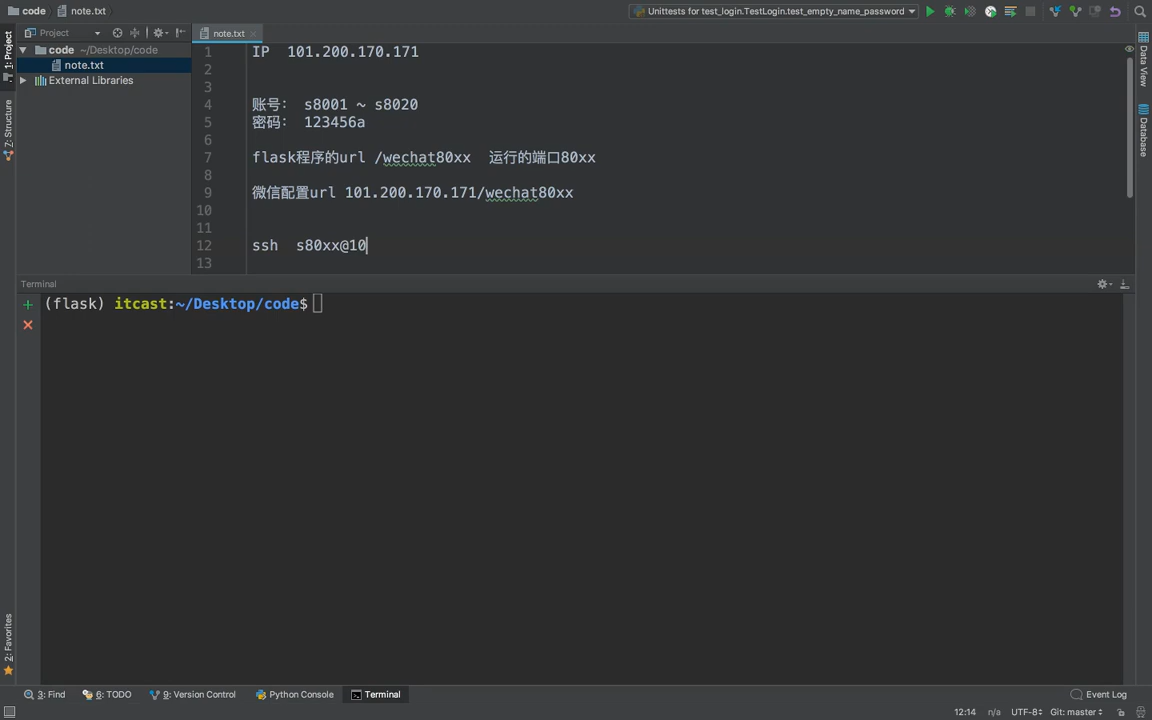 code
note.txt
Unittests for test_login.TestLogin.test_empty_name_password
Project
note.txt
1: Project
code ~/Desktop/code
note.txt
External Libraries
Z: Structure
2: Favorites
1 IP 101.200.170.171
2
3
4 账号: s8001 ~ s8020
5 密码: 123456a
6
7 flask程序的url /wechat80xx 运行的端口80xx
8
9 微信配置url 101.200.170.171/wechat80xx
10
11
12 ssh s80xx@10
13
Data View
Database
Terminal
(flask) itcast:~/Desktop/code$
3: Find
6: TODO
9: Version Control
Python Console
Terminal
Event Log
12:14
n/a
UTF-8
Git: master